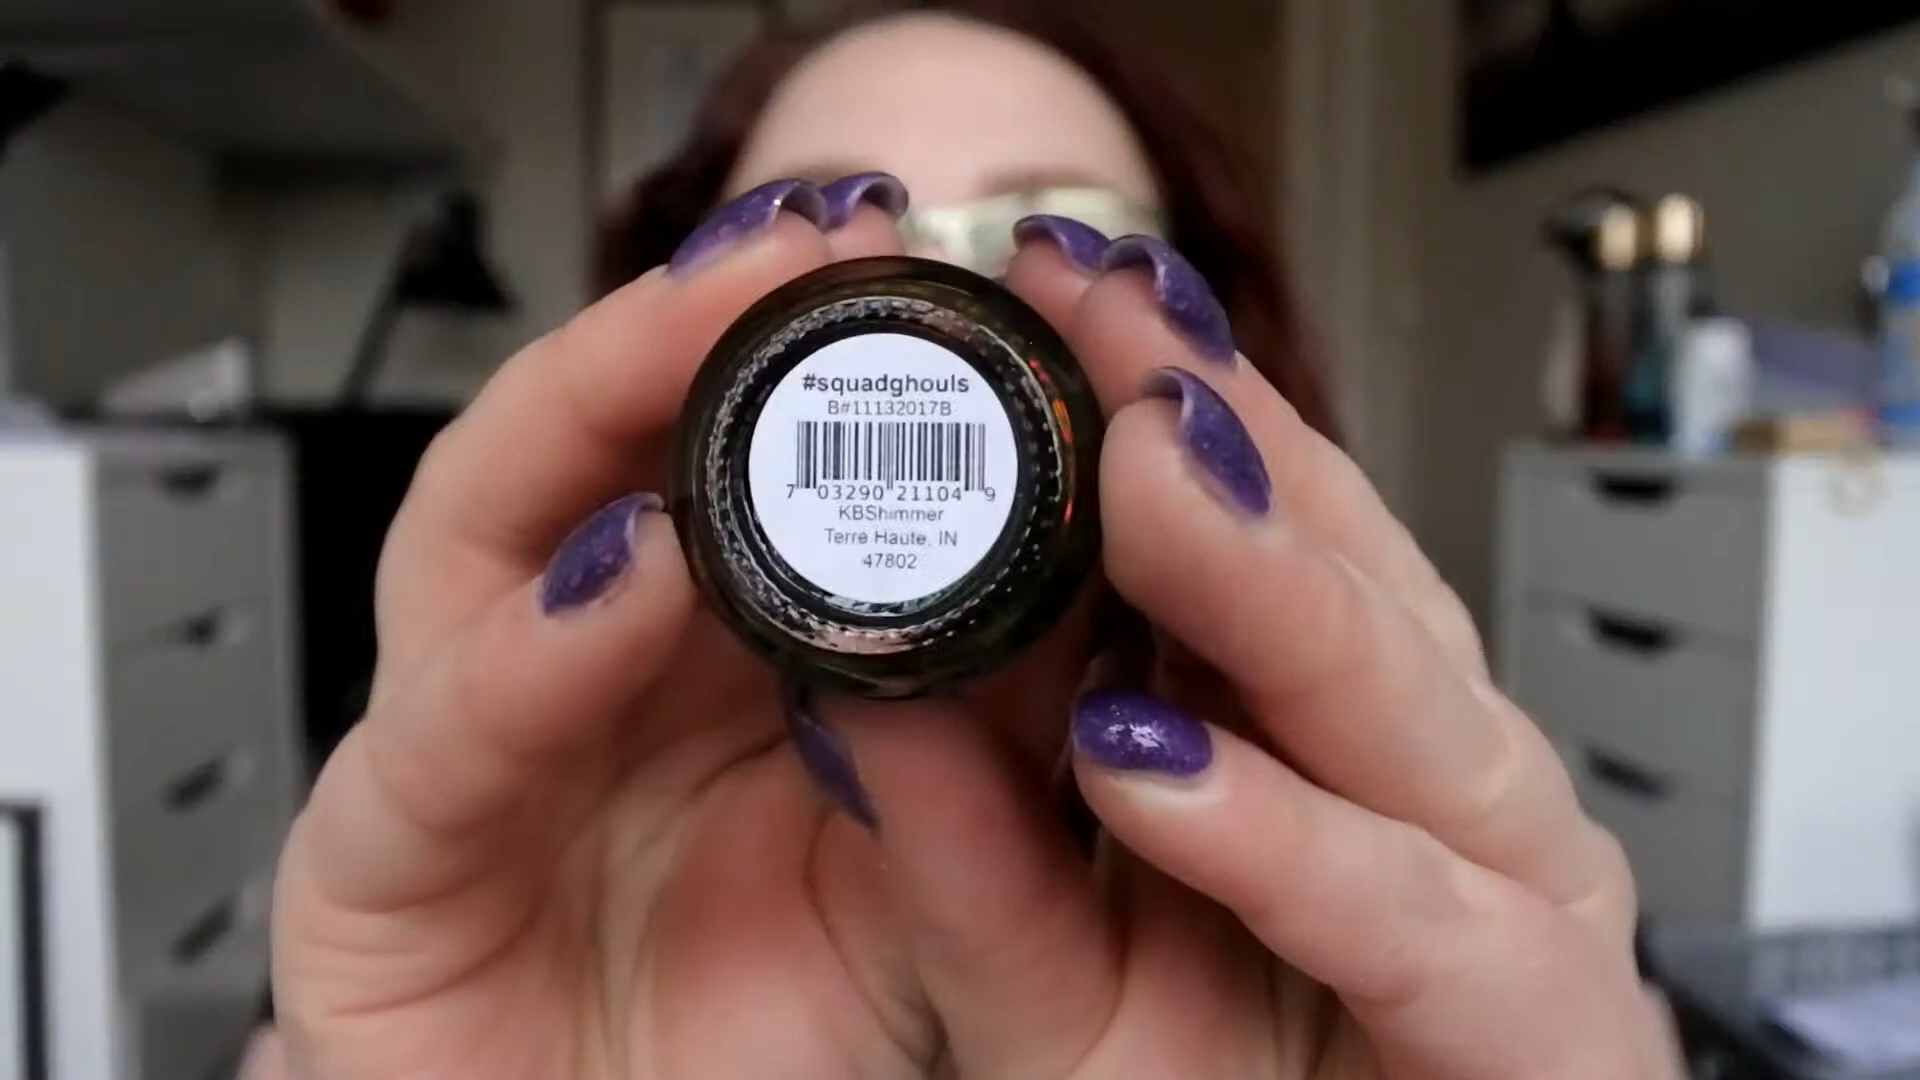 #squadghouls
B#11132017B
7 03290 21104 9
KBShimmer
Terre Haute, IN
47802